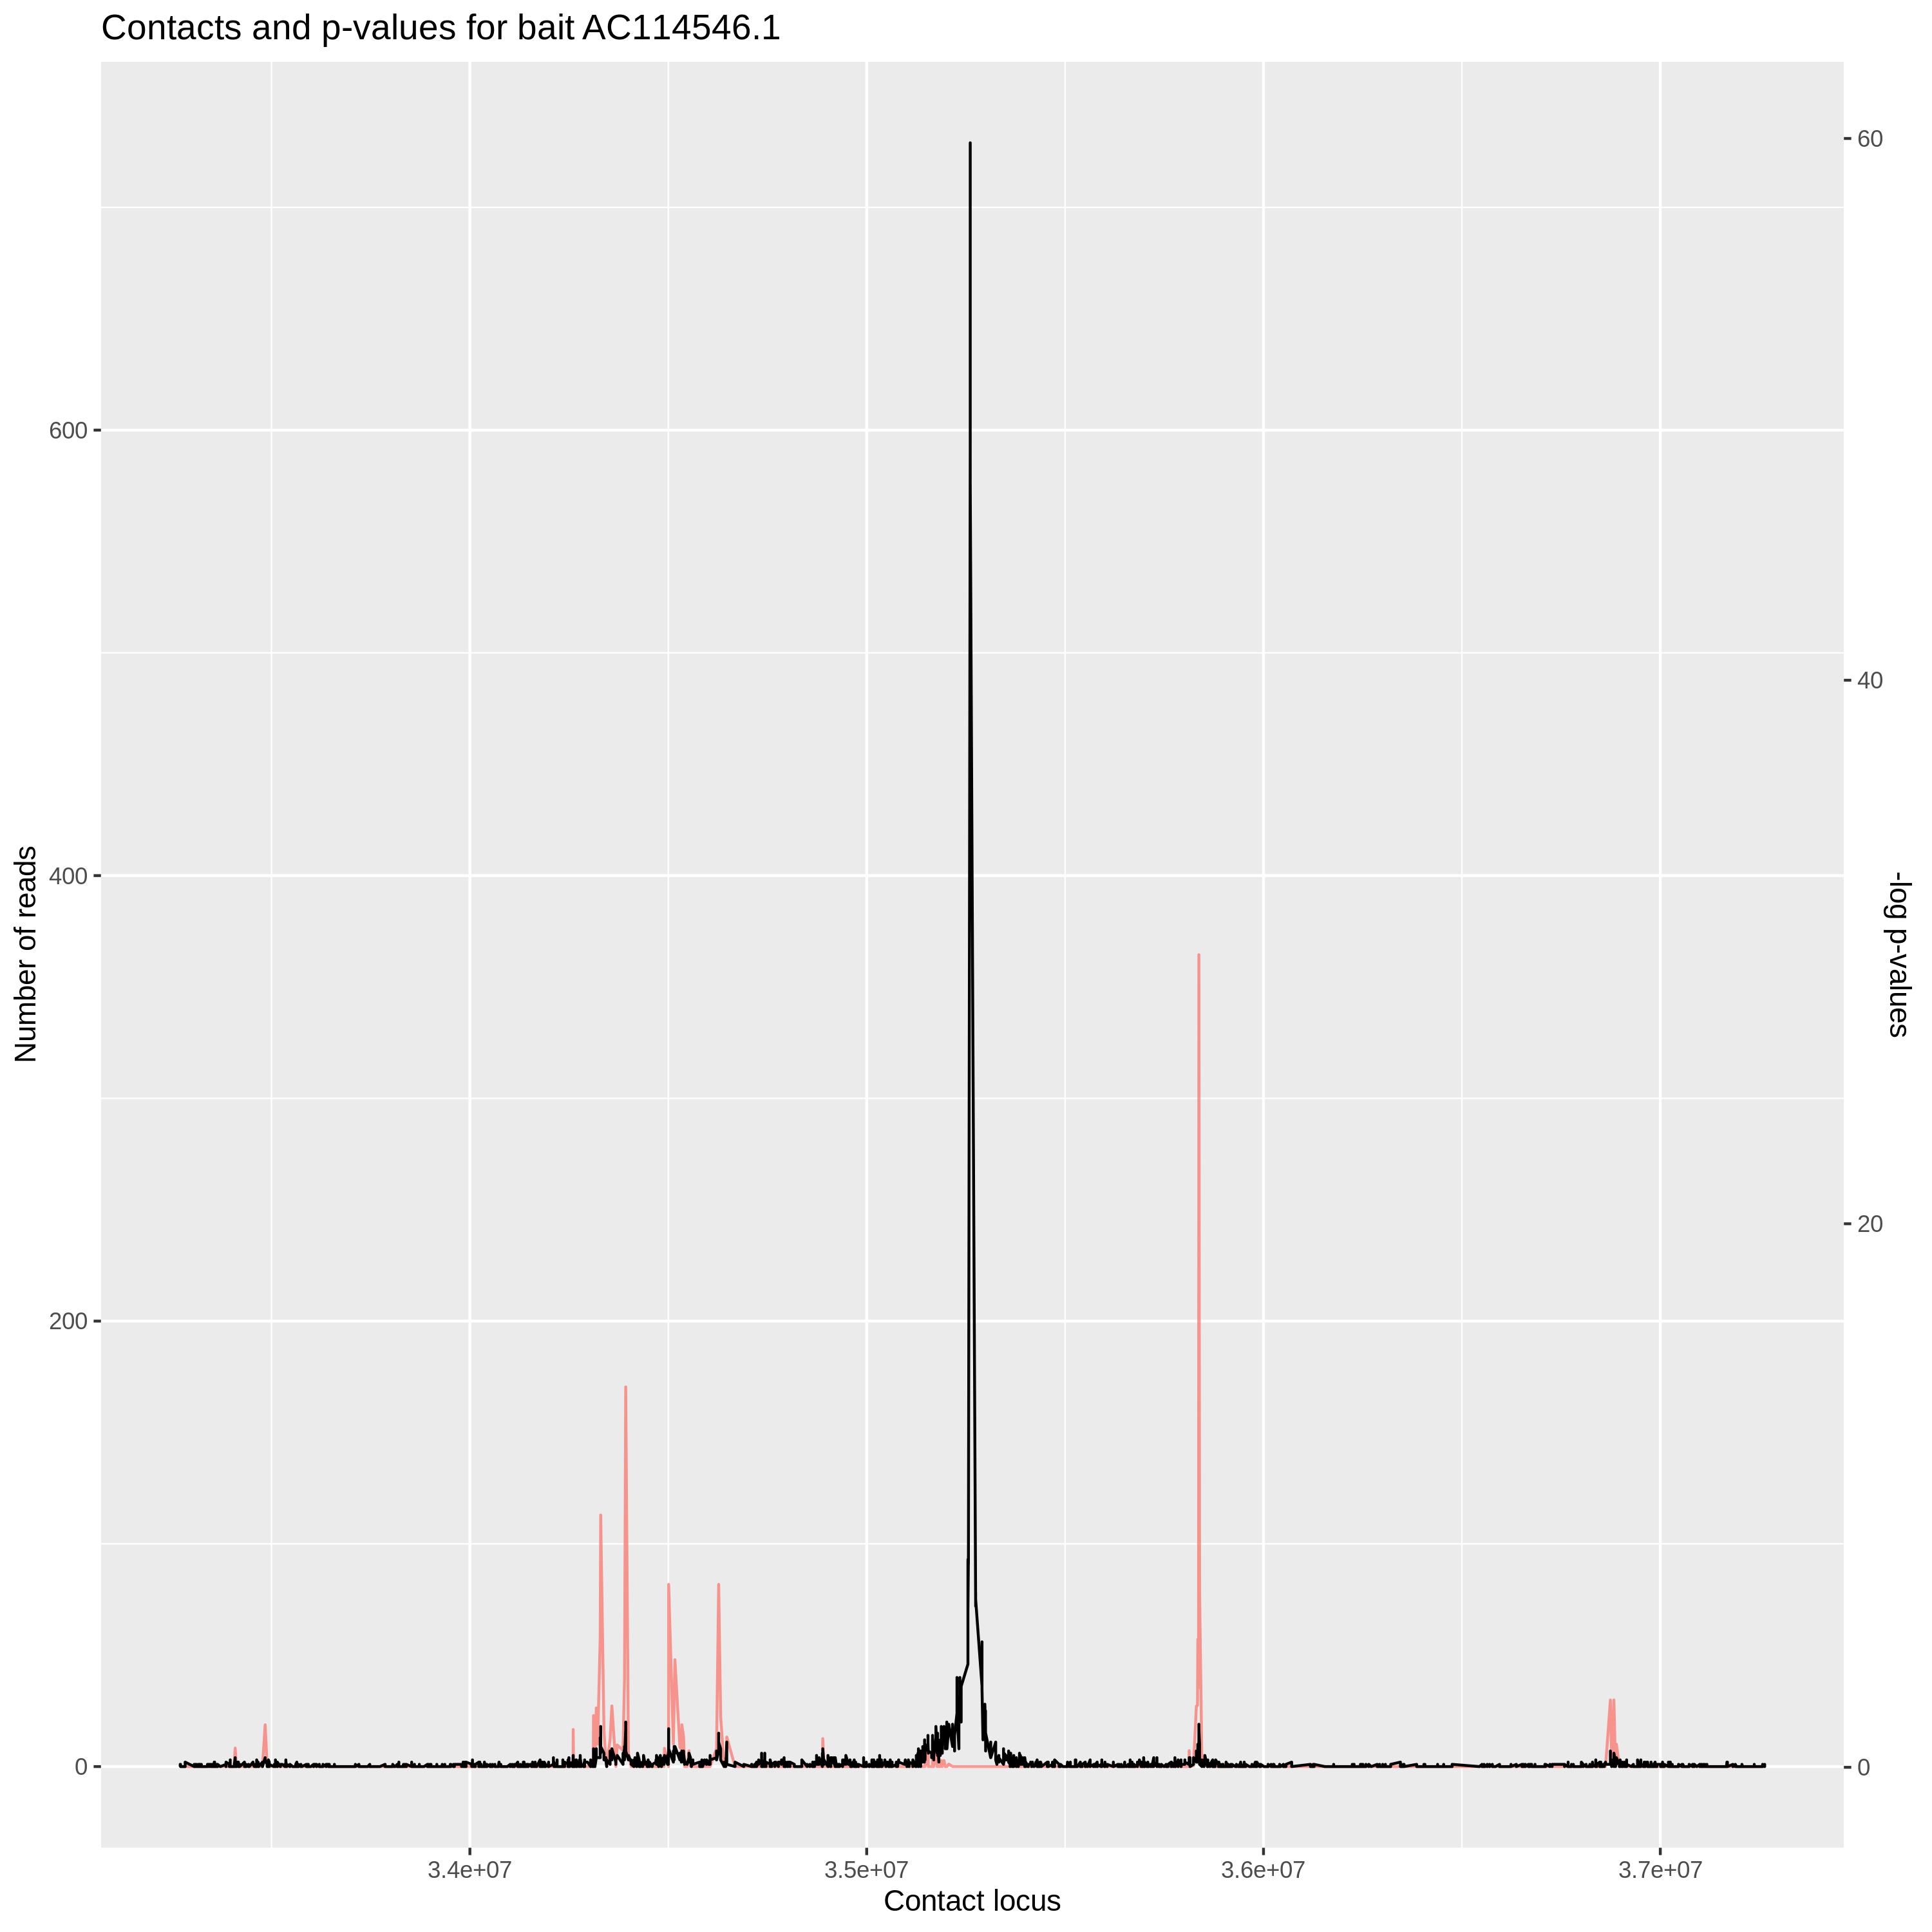 Contacts and p-values for bait AC114546.1
Number of reads
600
400
200
0
60
40
20
0
-log p-values
3.4e+07
3.5e+07
3.6e+07
3.7e+07
Contact locus